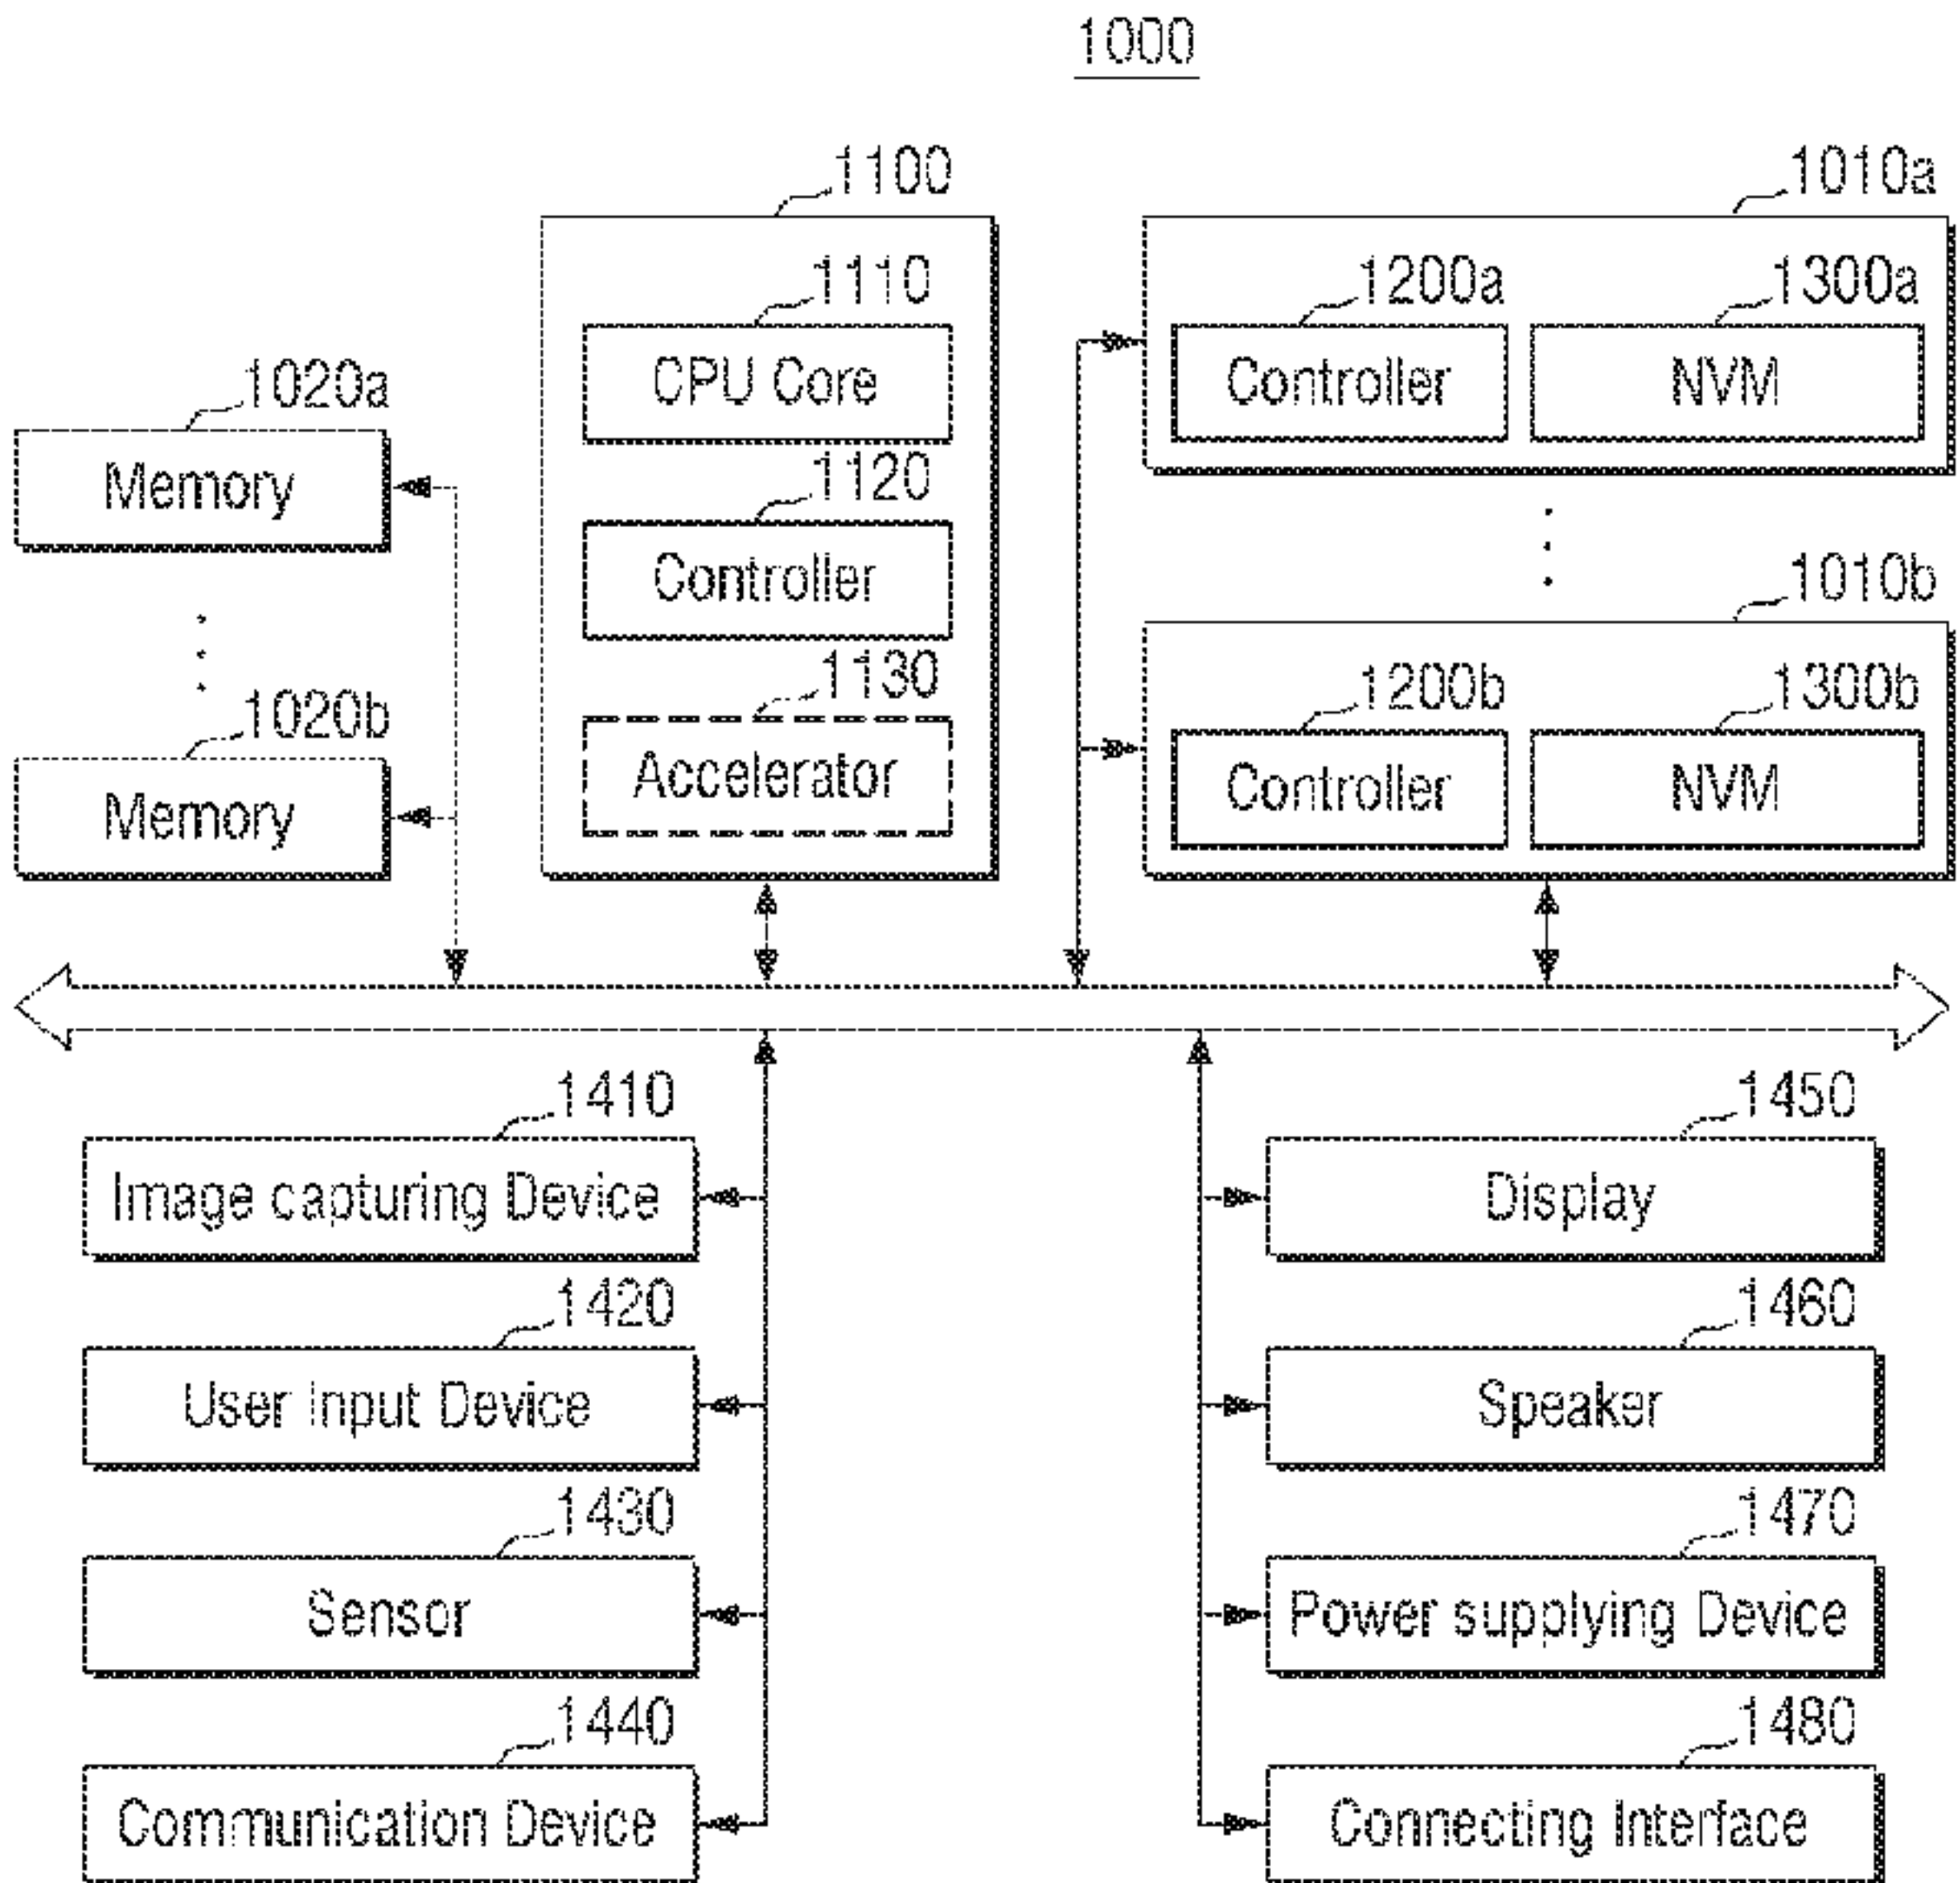 1000
1100
1010a
1110
1200a
1300a
CPU Core
Controller
NVM
1020a
Memory
1120
Controller
1010b
1130
1200b
1300b
1020b
Accelerator
Controller
NVM
Memory
1410
1450
Image capturing Device
Display
1420
1460
User Input Device
Speaker
1430
1470
Sensor
Power supplying Device
1440
1480
Communication Device
Connecting Interface